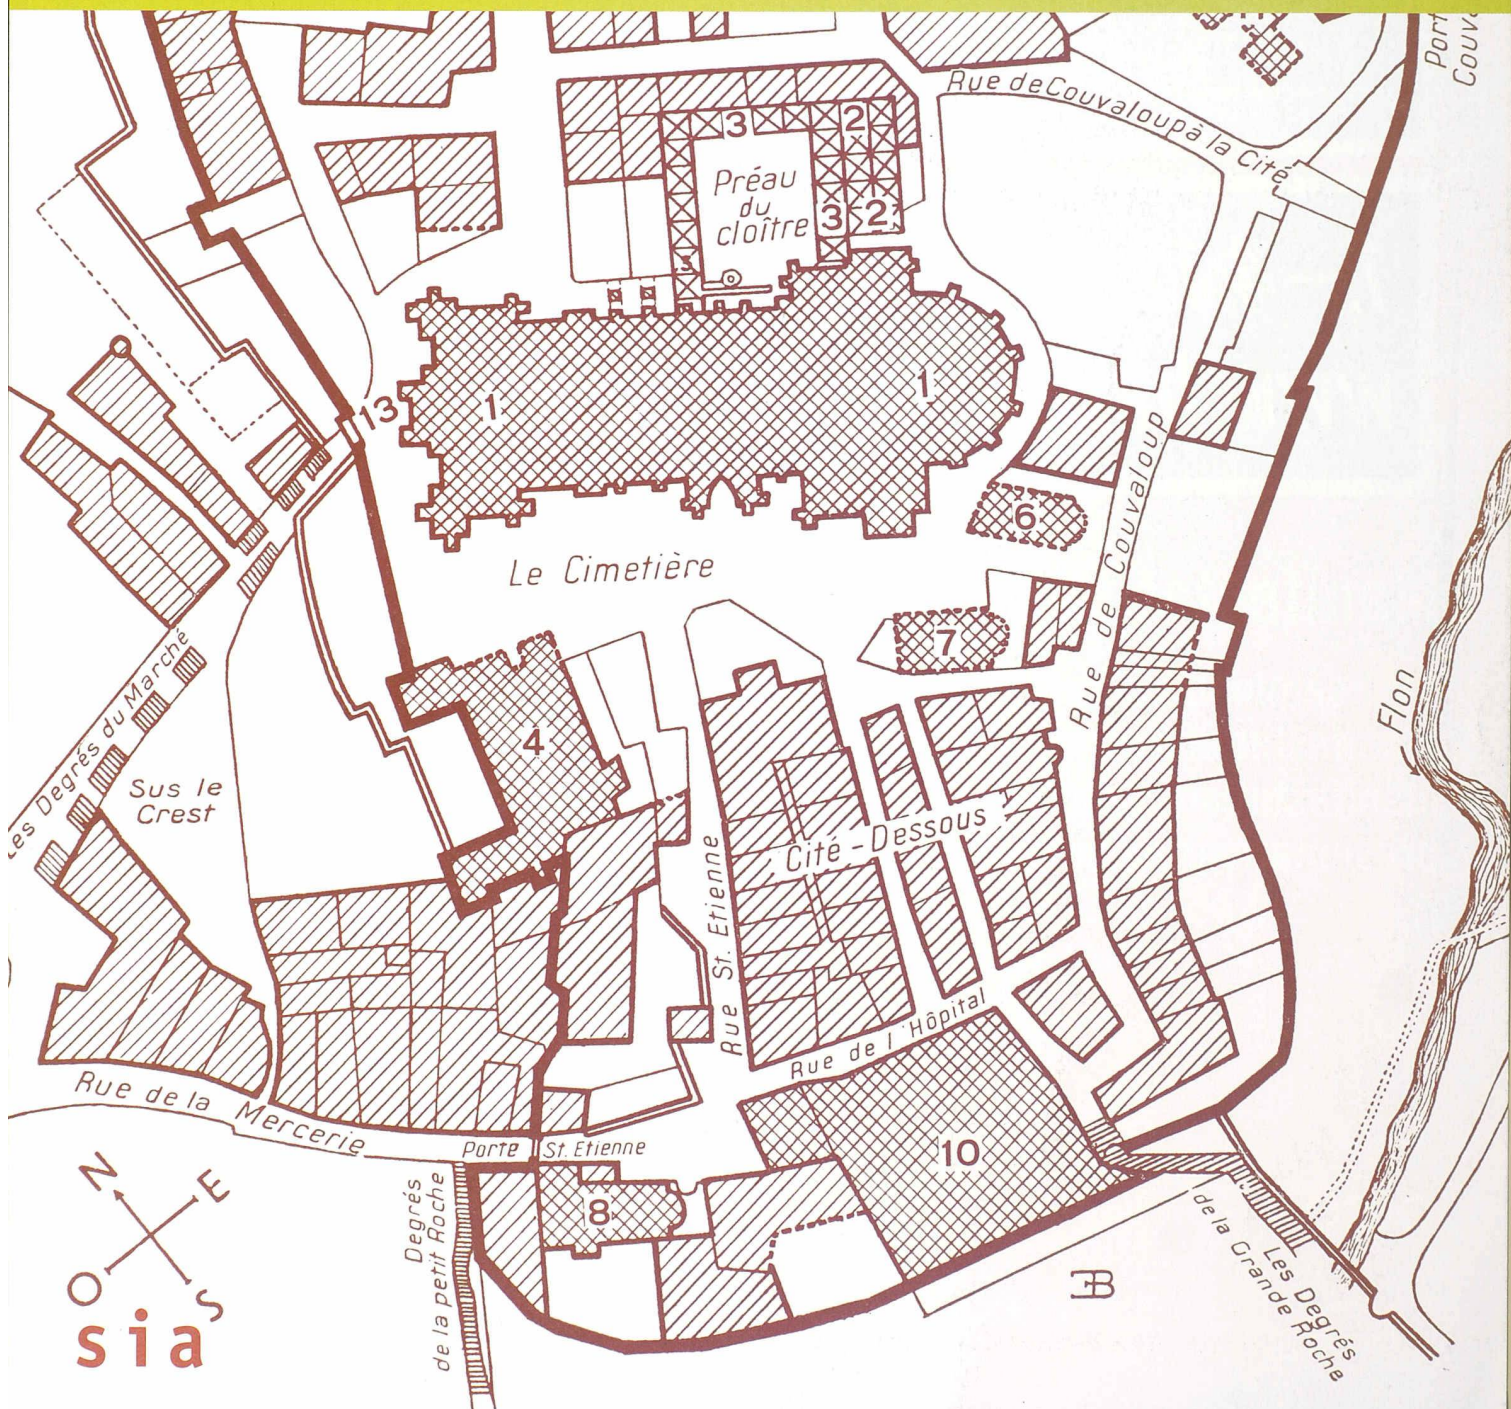 Port
Couva
Rue de Couvaloup à la Cité
3
2
Préau
du
cloître
3
2
3
13
1
1
6
Le Cimetière
7
Rue de Couvaloup
Flon
Les Degrés du Marché
4
Sus le
Crest
Cité-Dessous
Rue St. Etienne
Rue de l'Hôpital
Rue de la Mercerie
Porte St. Etienne
10
8
N
E
O
S
sia
Degrés
de la petit Roche
Les Degrés
de la Grande Roche